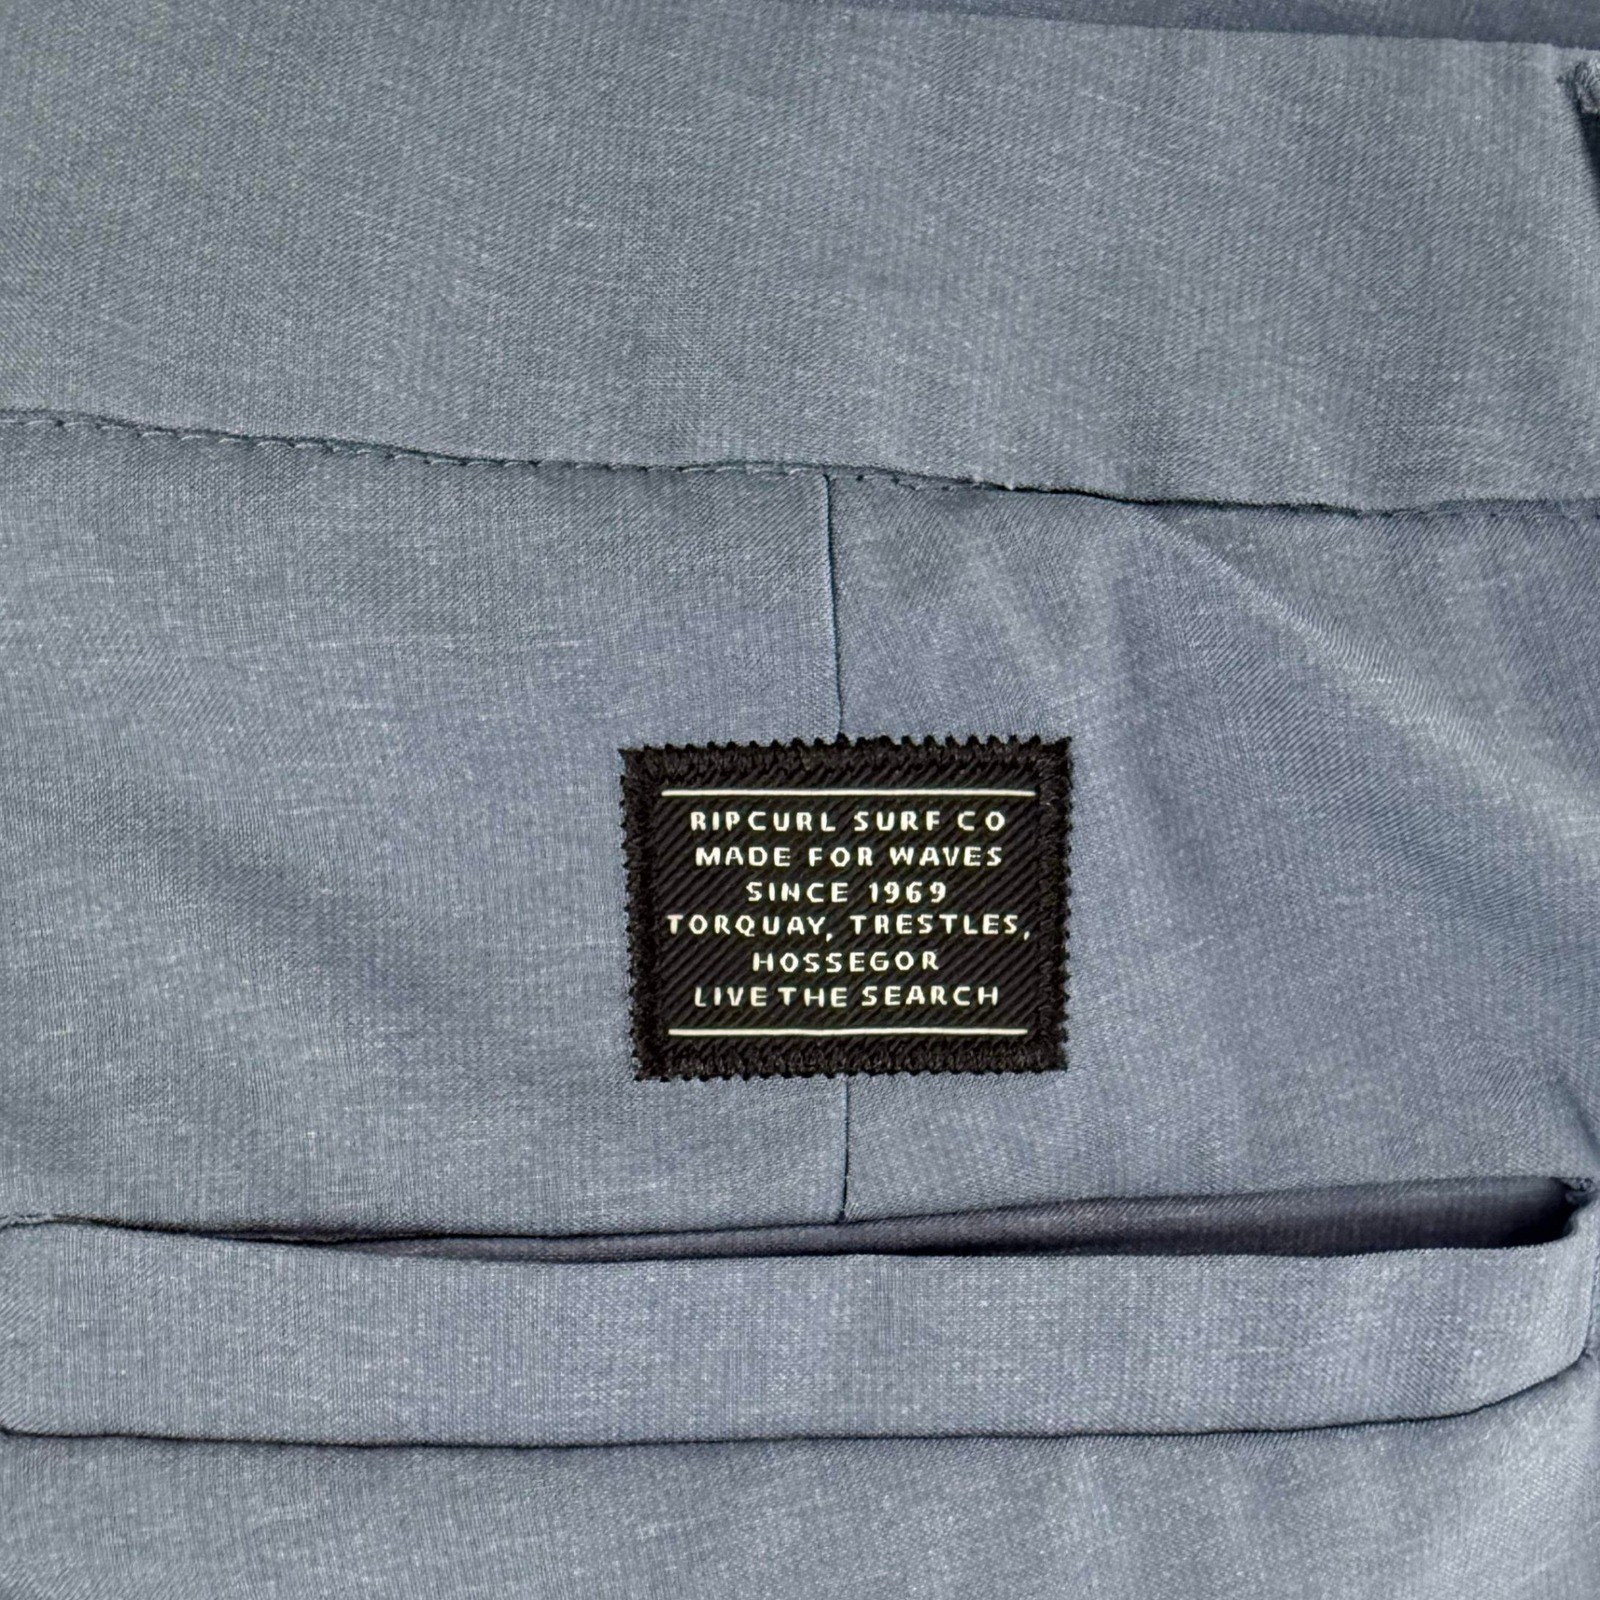 RIPCURL SURF CO
MADE FOR WAVES
SINCE 1969
TORQUAY, TRESTLES,
HOSSEGOR
LIVE THE SEARCH